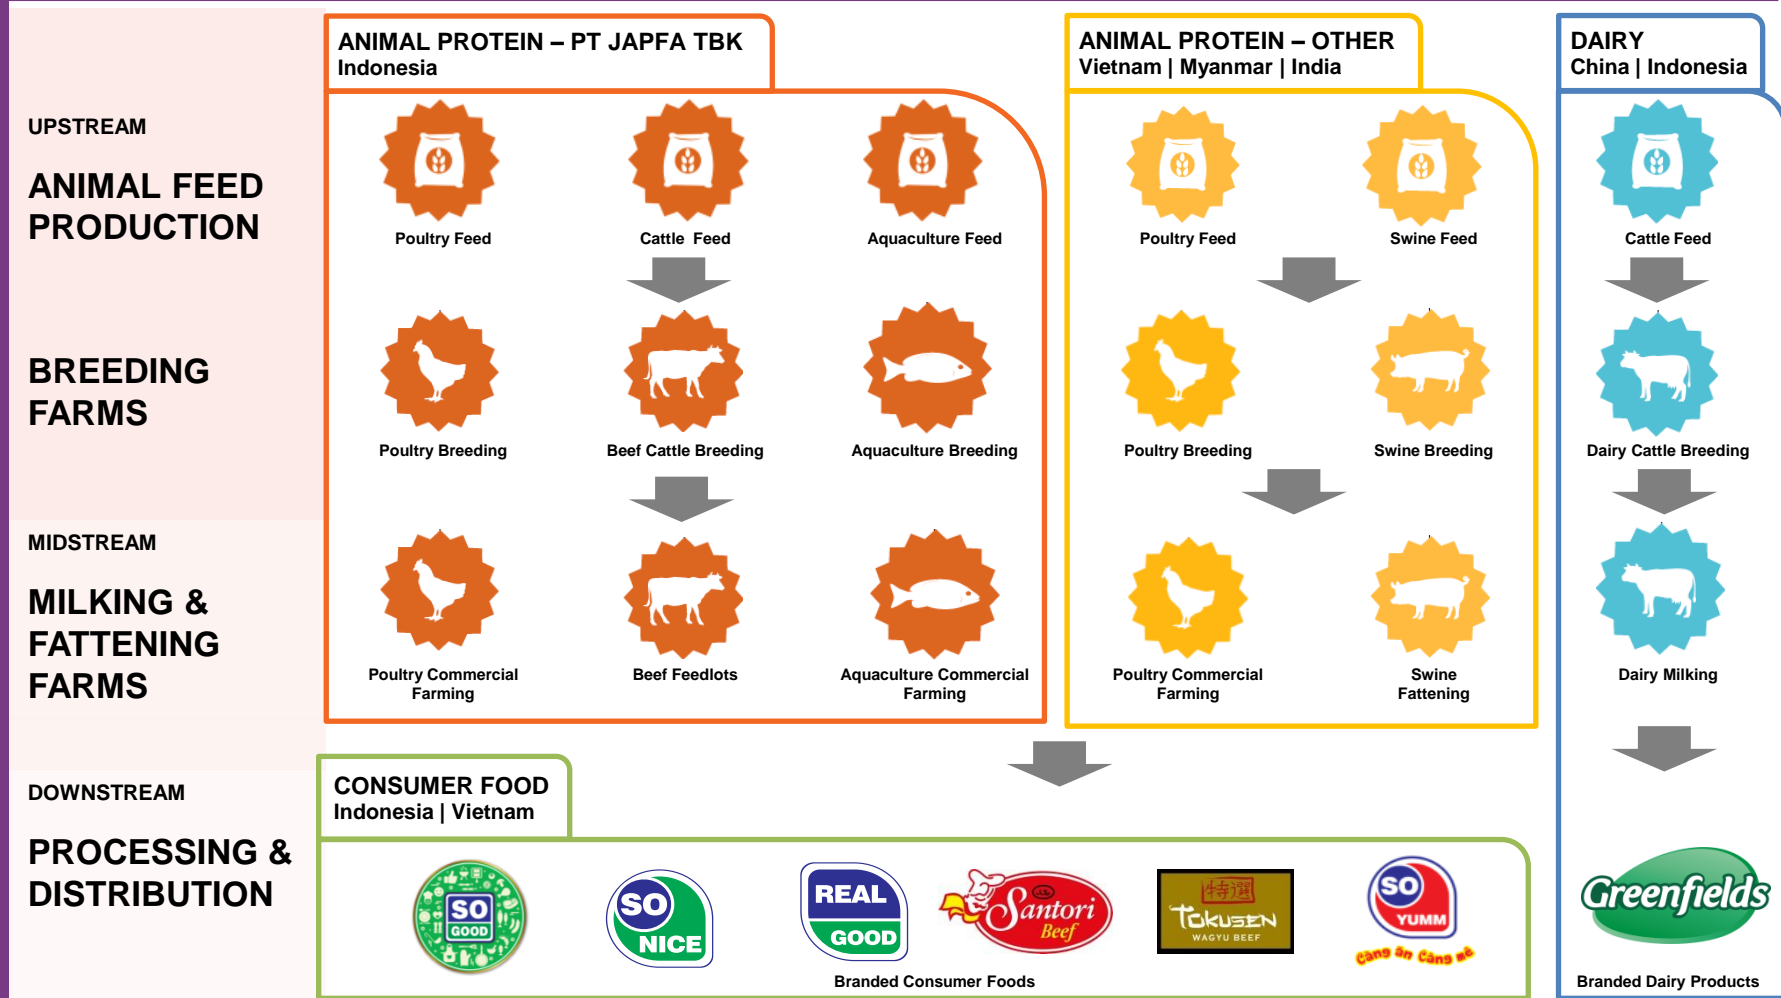 ANIMAL PROTEIN – PT JAPFA TBK
Indonesia
ANIMAL PROTEIN – OTHER
Vietnam | Myanmar | India
DAIRY
China | Indonesia
UPSTREAM
ANIMAL FEED
PRODUCTION
Poultry Feed
Cattle Feed
Aquaculture Feed
Poultry Feed
Swine Feed
Cattle Feed
BREEDING
FARMS
Poultry Breeding
Beef Cattle Breeding
Aquaculture Breeding
Poultry Breeding
Swine Breeding
Dairy Cattle Breeding
MIDSTREAM
MILKING &
FATTENING
FARMS
Poultry Commercial
Farming
Beef Feedlots
Aquaculture Commercial
Farming
Poultry Commercial
Farming
Swine
Fattening
Dairy Milking
DOWNSTREAM
PROCESSING &
DISTRIBUTION
CONSUMER FOOD
Indonesia | Vietnam
SO
GOOD
SO
NICE
REAL
GOOD
Santori
Beef
特選
TOKUSEN
WAGYU BEEF
SO
YUMM
Càng ăn Càng mê
Greenfields
Branded Consumer Foods
Branded Dairy Products